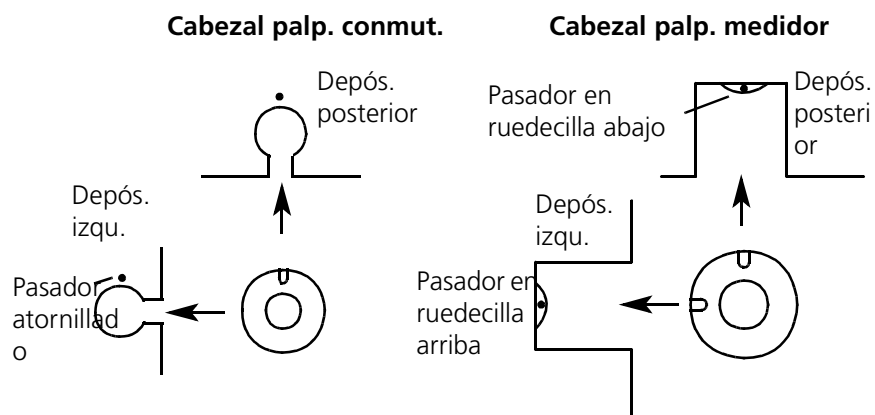 Cabezal palp. conmut.
Depós.
posterior
Depós.
izqu.
Pasador
atornillad
o
Cabezal palp. medidor
Pasador en
ruedecilla abajo
Depós.
posteri
or
Depós.
izqu.
Pasador en
ruedecilla
arriba